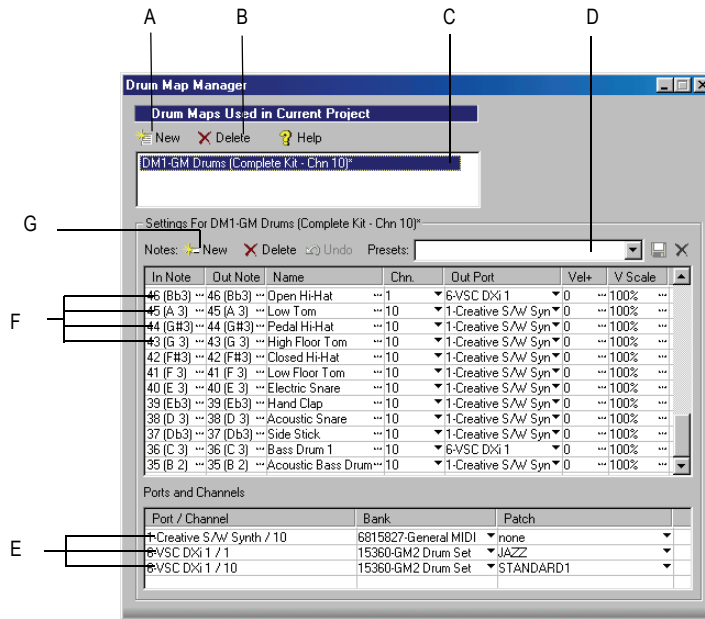 A B C D
Drum Map Manager
Drum Maps Used in Current Project
New Delete Help
DM1-GM Drums (Complete Kit - Chn 10)*
G
Settings For DM1-GM Drums (Complete Kit - Chn 10)*
Notes: New Delete Undo Presets:
In Note Out Note Name Chn. Out Port Vel+ V Scale
46 (Bb3) ... 46 (Bb3) ... Open Hi-Hat ... 1 6-VSC DXi 1 0 ... 100% ...
F
45 (A 3) ... 45 (A 3) ... Low Tom ... 10 1-Creative S/W Syn 0 ... 100% ...
44 (G#3) ... 44 (G#3) ... Pedal Hi-Hat ... 10 1-Creative S/W Syn 0 ... 100% ...
43 (G 3) ... 43 (G 3) ... High Floor Tom ... 10 1-Creative S/W Syn 0 ... 100% ...
42 (F#3) ... 42 (F#3) ... Closed Hi-Hat ... 10 1-Creative S/W Syn 0 ... 100% ...
41 (F 3) ... 41 (F 3) ... Low Floor Tom ... 10 1-Creative S/W Syn 0 ... 100% ...
40 (E 3) ... 40 (E 3) ... Electric Snare ... 10 1-Creative S/W Syn 0 ... 100% ...
39 (Eb3) ... 39 (Eb3) ... Hand Clap ... 10 1-Creative S/W Syn 0 ... 100% ...
38 (D 3) ... 38 (D 3) ... Acoustic Snare ... 10 1-Creative S/W Syn 0 ... 100% ...
37 (Db3) ... 37 (Db3) ... Side Stick ... 10 1-Creative S/W Syn 0 ... 100% ...
36 (C 3) ... 36 (C 3) ... Bass Drum 1 ... 10 6-VSC DXi 1 0 ... 100% ...
35 (B 2) ... 35 (B 2) ... Acoustic Bass Drum ... 10 1-Creative S/W Syn 0 ... 100% ...
Ports and Channels
Port / Channel Bank Patch
1-Creative S/W Synth / 10 6815827-General MIDI none
E
6-VSC DXi 1 / 1 15360-GM2 Drum Set JAZZ
6-VSC DXi 1 / 10 15360-GM2 Drum Set STANDARD1